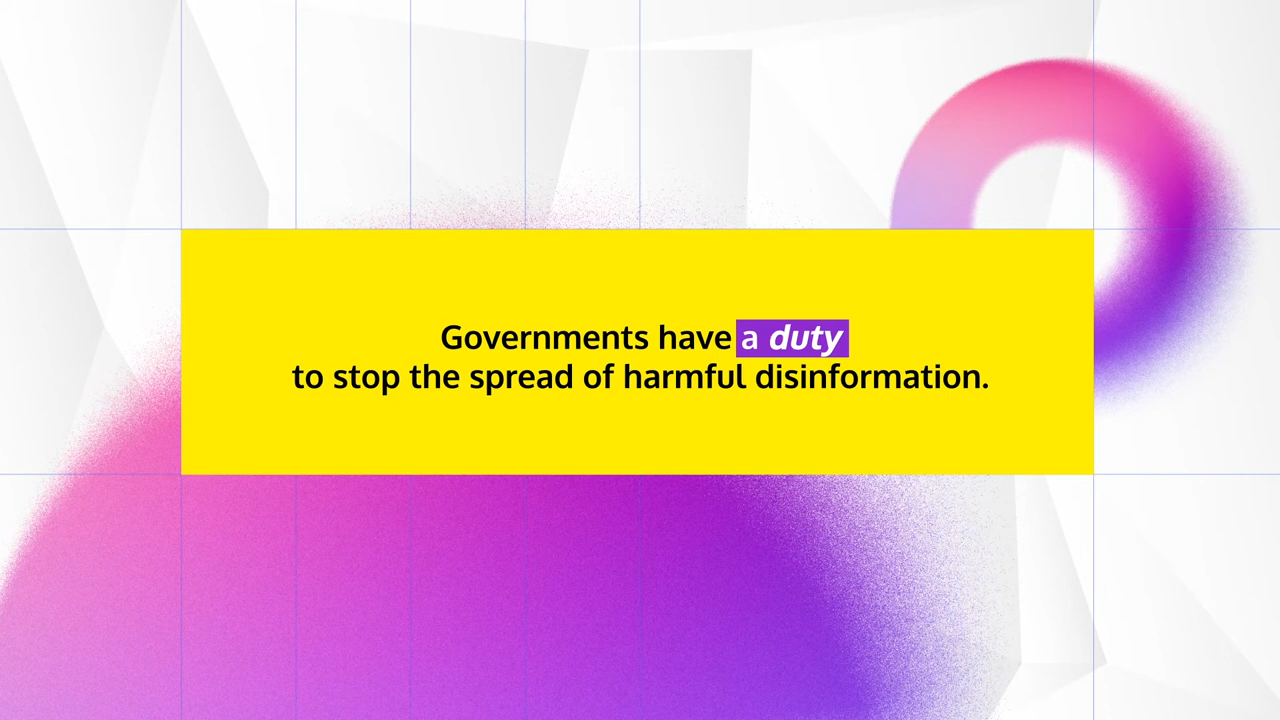 Governments have a duty
to stop the spread of harmful disinformation.